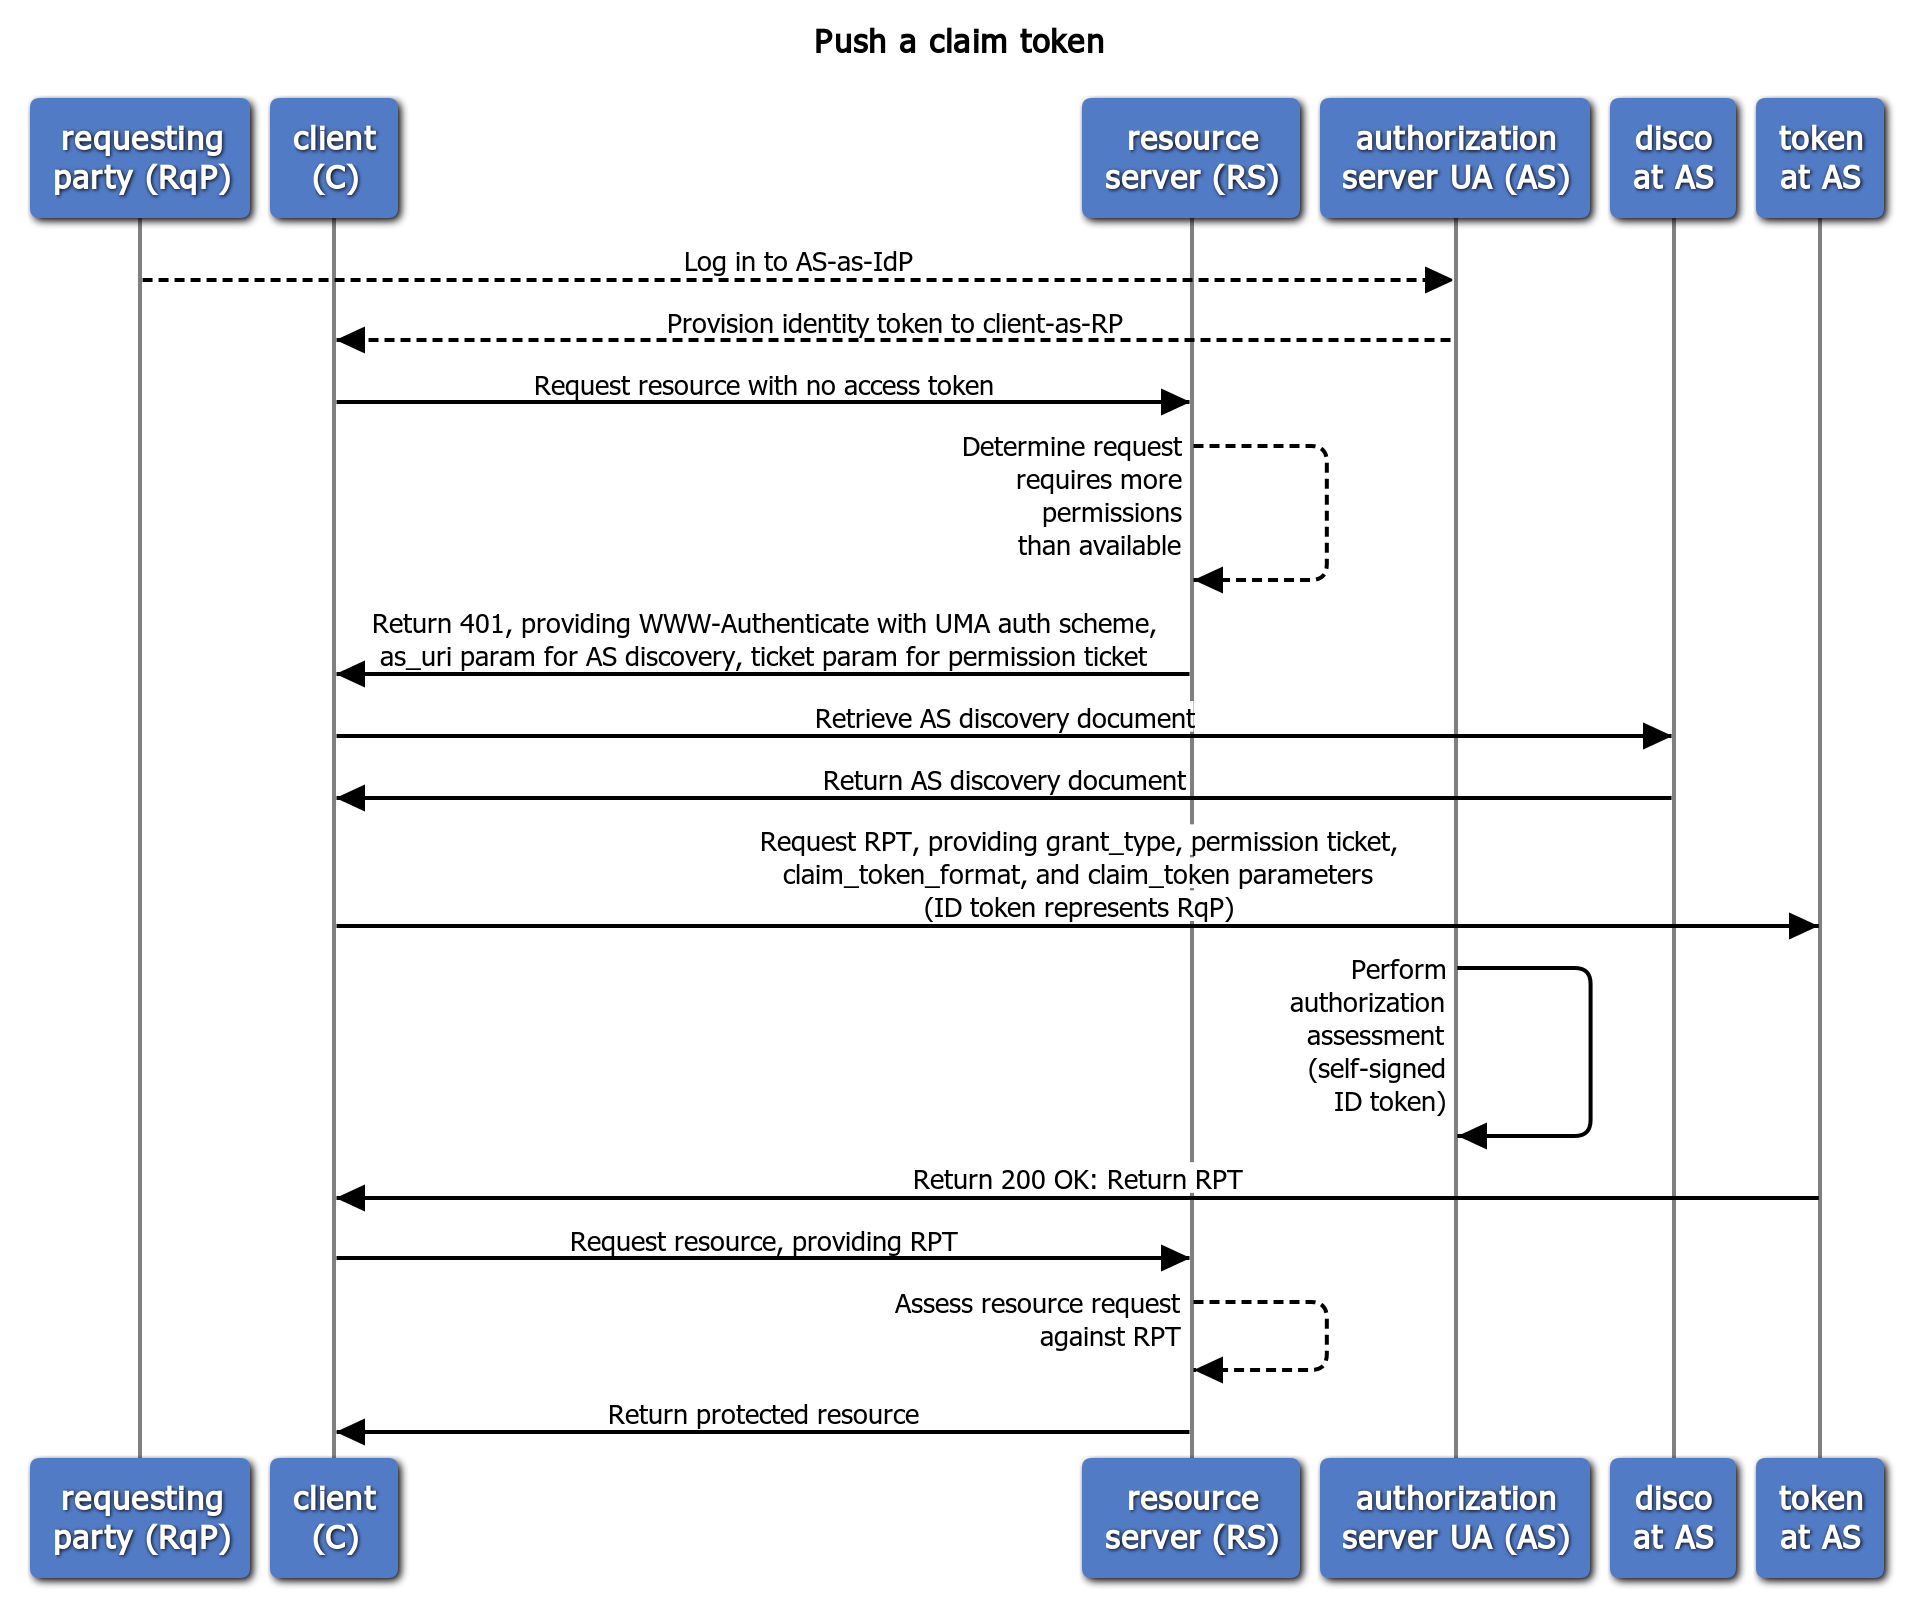 Push a claim token
requesting
party (RqP)
client
(C)
resource
server (RS)
authorization
server UA (AS)
disco
at AS
token
at AS
Log in to AS-as-IdP
Provision identity token to client-as-RP
Request resource with no access token
Determine request
requires more
permissions
than available
Return 401, providing WWW-Authenticate with UMA auth scheme,
as_uri param for AS discovery, ticket param for permission ticket
Retrieve AS discovery document
Return AS discovery document
Request RPT, providing grant_type, permission ticket,
claim_token_format, and claim_token parameters
(ID token represents RqP)
Perform
authorization
assessment
(self-signed
ID token)
Return 200 OK: Return RPT
Request resource, providing RPT
Assess resource request
against RPT
Return protected resource
requesting
party (RqP)
client
(C)
resource
server (RS)
authorization
server UA (AS)
disco
at AS
token
at AS